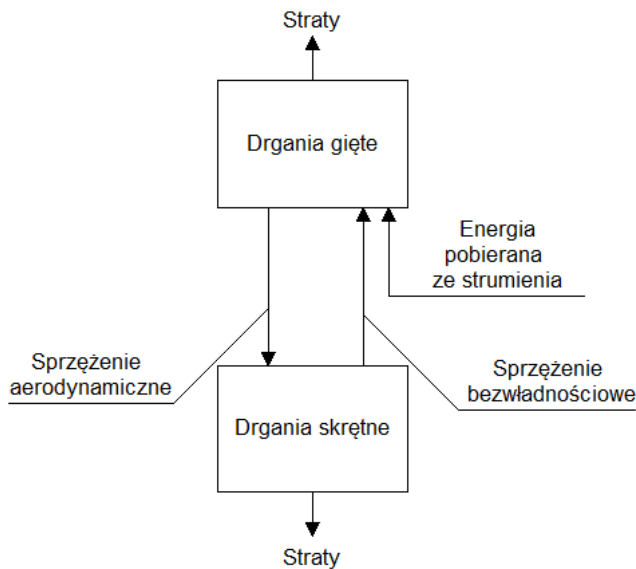 Straty
Drgania gięte
Energia
pobierana
ze strumienia
Sprzężenie
aerodynamiczne
Sprzężenie
bezwładnościowe
Drgania skrętne
Straty